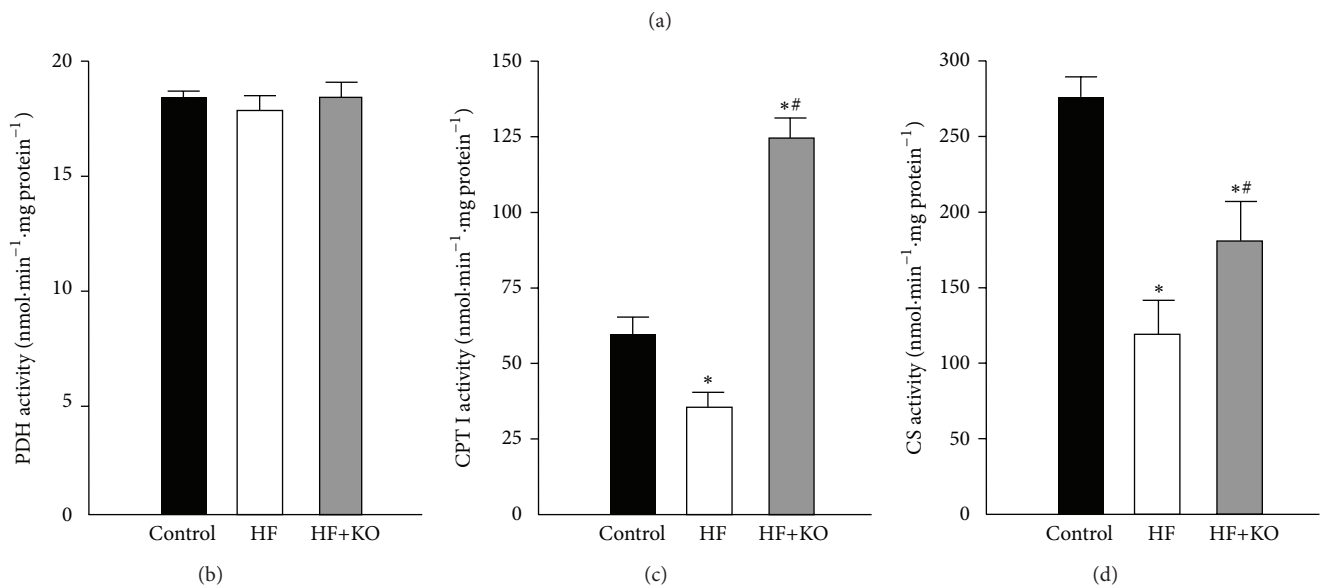 (a)
PDH activity (nmol·min⁻¹·mg protein⁻¹)
20
15
10
5
0
Control HF HF+KO
(b)
CPT I activity (nmol·min⁻¹·mg protein⁻¹)
150
125
100
75
50
25
0
*
*#
Control HF HF+KO
(c)
CS activity (nmol·min⁻¹·mg protein⁻¹)
300
250
200
150
100
50
0
*
*#
Control HF HF+KO
(d)